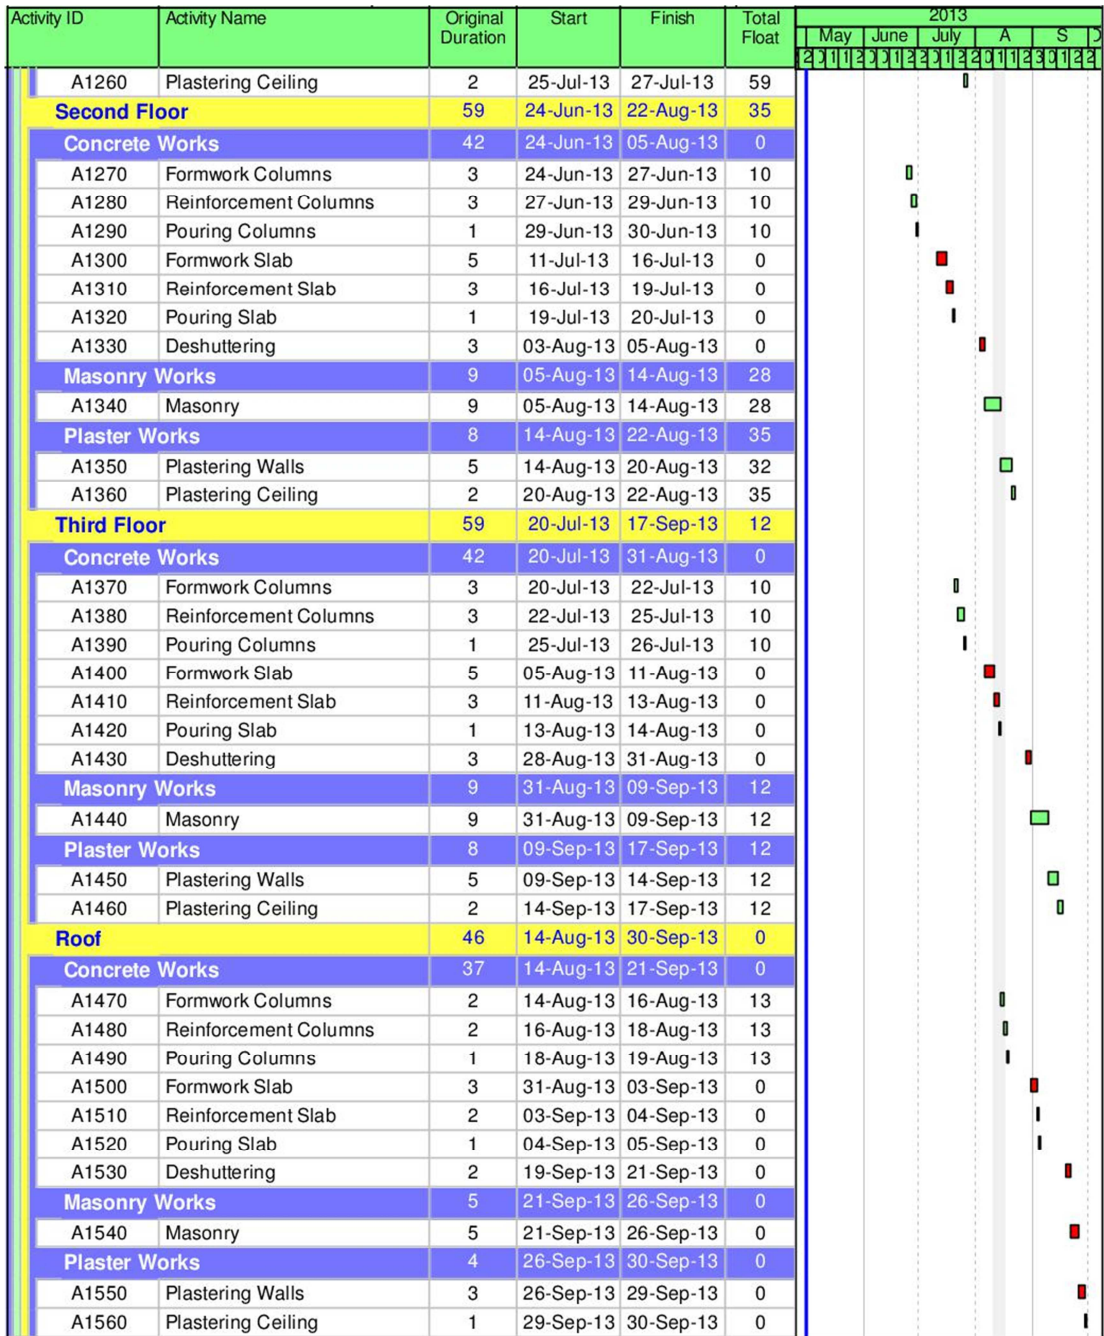 Activity ID Activity Name Original Duration Start Finish Total Float 2013
May June July A S
A1260 Plastering Ceiling 2 25-Jul-13 27-Jul-13 59
Second Floor 59 24-Jun-13 22-Aug-13 35
Concrete Works 42 24-Jun-13 05-Aug-13 0
A1270 Formwork Columns 3 24-Jun-13 27-Jun-13 10
A1280 Reinforcement Columns 3 27-Jun-13 29-Jun-13 10
A1290 Pouring Columns 1 29-Jun-13 30-Jun-13 10
A1300 Formwork Slab 5 11-Jul-13 16-Jul-13 0
A1310 Reinforcement Slab 3 16-Jul-13 19-Jul-13 0
A1320 Pouring Slab 1 19-Jul-13 20-Jul-13 0
A1330 Deshuttering 3 03-Aug-13 05-Aug-13 0
Masonry Works 9 05-Aug-13 14-Aug-13 28
A1340 Masonry 9 05-Aug-13 14-Aug-13 28
Plaster Works 8 14-Aug-13 22-Aug-13 35
A1350 Plastering Walls 5 14-Aug-13 20-Aug-13 32
A1360 Plastering Ceiling 2 20-Aug-13 22-Aug-13 35
Third Floor 59 20-Jul-13 17-Sep-13 12
Concrete Works 42 20-Jul-13 31-Aug-13 0
A1370 Formwork Columns 3 20-Jul-13 22-Jul-13 10
A1380 Reinforcement Columns 3 22-Jul-13 25-Jul-13 10
A1390 Pouring Columns 1 25-Jul-13 26-Jul-13 10
A1400 Formwork Slab 5 05-Aug-13 11-Aug-13 0
A1410 Reinforcement Slab 3 11-Aug-13 13-Aug-13 0
A1420 Pouring Slab 1 13-Aug-13 14-Aug-13 0
A1430 Deshuttering 3 28-Aug-13 31-Aug-13 0
Masonry Works 9 31-Aug-13 09-Sep-13 12
A1440 Masonry 9 31-Aug-13 09-Sep-13 12
Plaster Works 8 09-Sep-13 17-Sep-13 12
A1450 Plastering Walls 5 09-Sep-13 14-Sep-13 12
A1460 Plastering Ceiling 2 14-Sep-13 17-Sep-13 12
Roof 46 14-Aug-13 30-Sep-13 0
Concrete Works 37 14-Aug-13 21-Sep-13 0
A1470 Formwork Columns 2 14-Aug-13 16-Aug-13 13
A1480 Reinforcement Columns 2 16-Aug-13 18-Aug-13 13
A1490 Pouring Columns 1 18-Aug-13 19-Aug-13 13
A1500 Formwork Slab 3 31-Aug-13 03-Sep-13 0
A1510 Reinforcement Slab 2 03-Sep-13 04-Sep-13 0
A1520 Pouring Slab 1 04-Sep-13 05-Sep-13 0
A1530 Deshuttering 2 19-Sep-13 21-Sep-13 0
Masonry Works 5 21-Sep-13 26-Sep-13 0
A1540 Masonry 5 21-Sep-13 26-Sep-13 0
Plaster Works 4 26-Sep-13 30-Sep-13 0
A1550 Plastering Walls 3 26-Sep-13 29-Sep-13 0
A1560 Plastering Ceiling 1 29-Sep-13 30-Sep-13 0